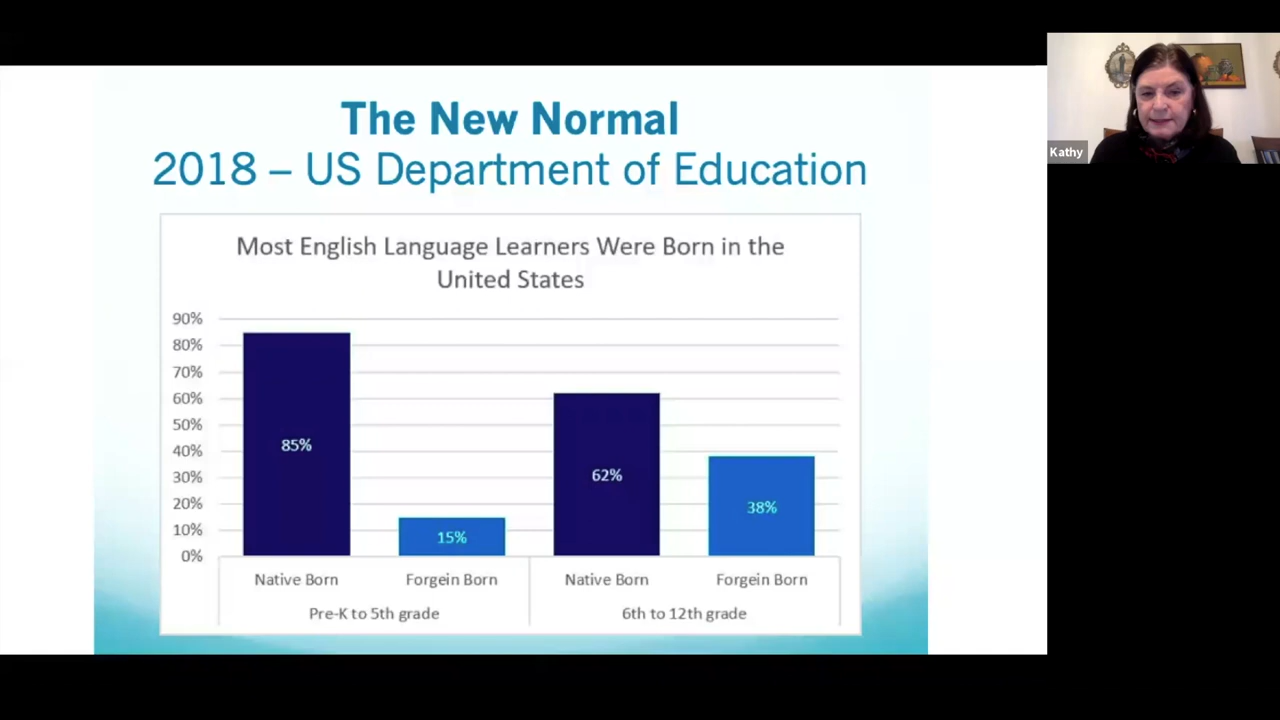 The New Normal
2018 – US Department of Education
Most English Language Learners Were Born in the
United States
90%
80%
70%
60%
50%
40%
30%
20%
10%
0%
85%
15%
62%
38%
Native Born
Forgein Born
Native Born
Forgein Born
Pre-K to 5th grade
6th to 12th grade
Kathy